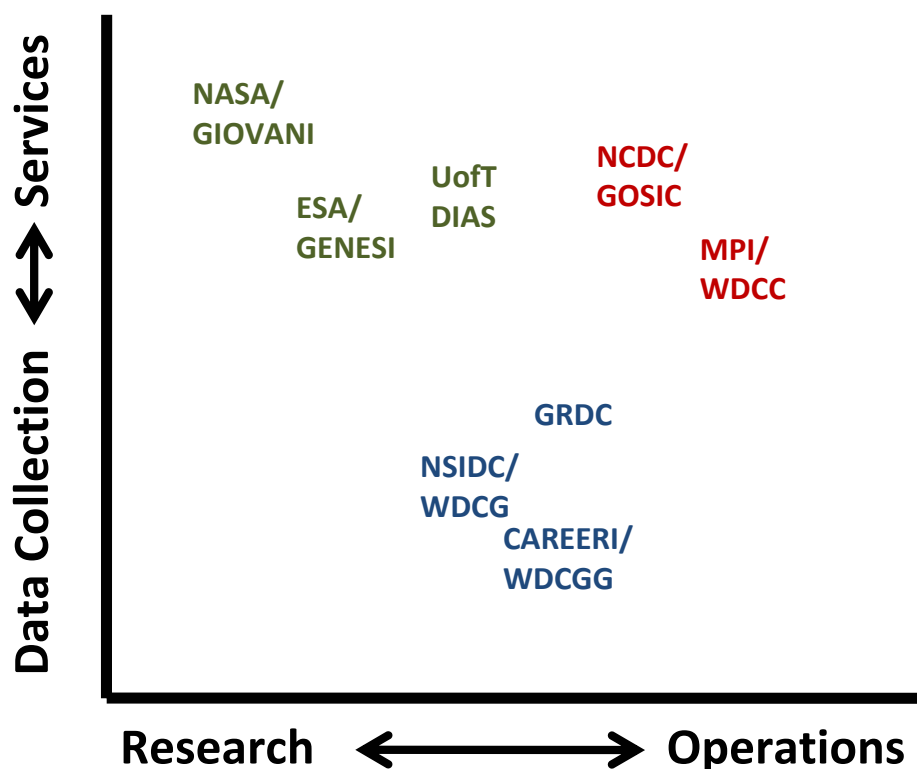 Services
Data Collection
NASA/
GIOVANI
ESA/
GENESI
UofT
DIAS
NCDC/
GOSIC
MPI/
WDCC
GRDC
NSIDC/
WDCG
CAREERI/
WDCGG
Research
Operations